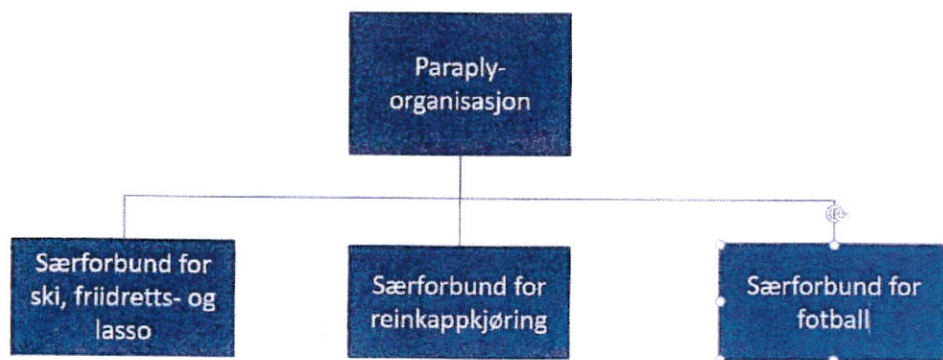 Paraply-
organisasjon
Særforbund for
ski, friidretts- og
lasso
Særforbund for
reinkappkjøring
Særforbund for
fotball